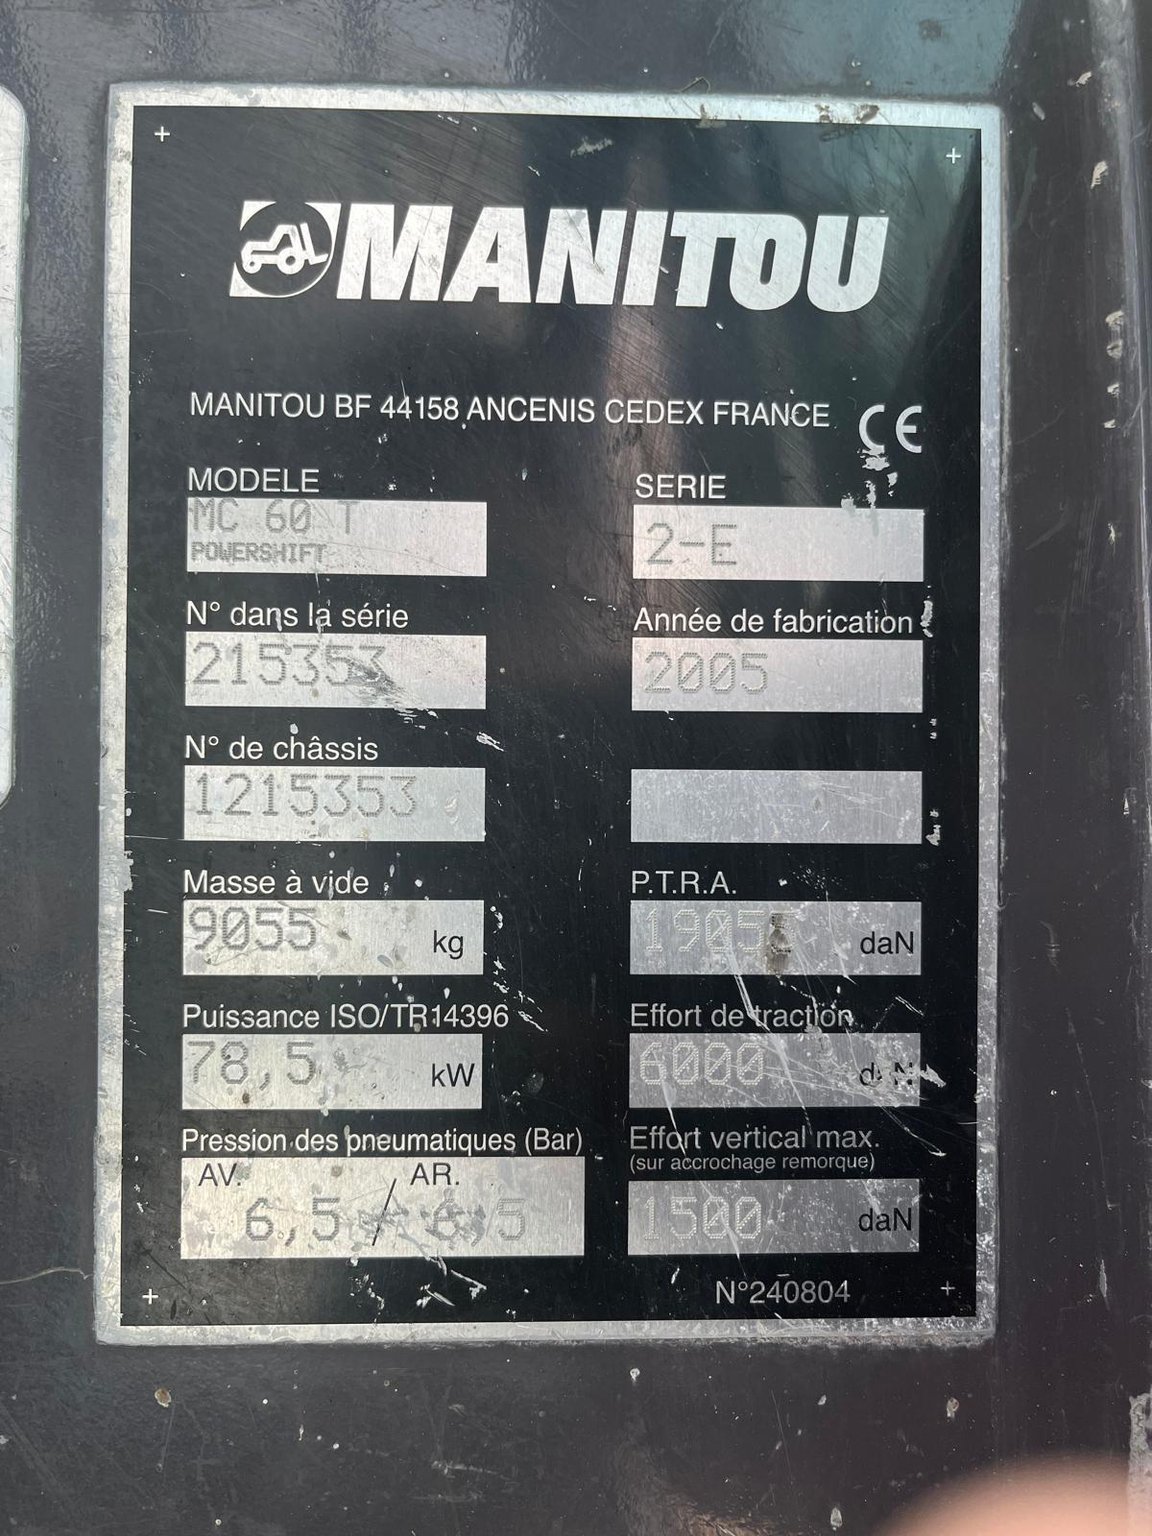 MANITOU
MANITOU BF 44158 ANCENIS CEDEX FRANCE CE
MODELE
MC 60 T
POWERSHIFT
SERIE
2-E
N° dans la série
215353
Année de fabrication
2005
N° de châssis
1215353
Masse à vide
9055 kg
P.T.R.A.
daN
Puissance ISO/TR14396
78,5 kW
Effort de traction
6000 daN
Pression des pneumatiques (Bar)
AV. AR.
6,5 / 6,5
Effort vertical max.
(sur accrochage remorque)
1500 daN
N°240804